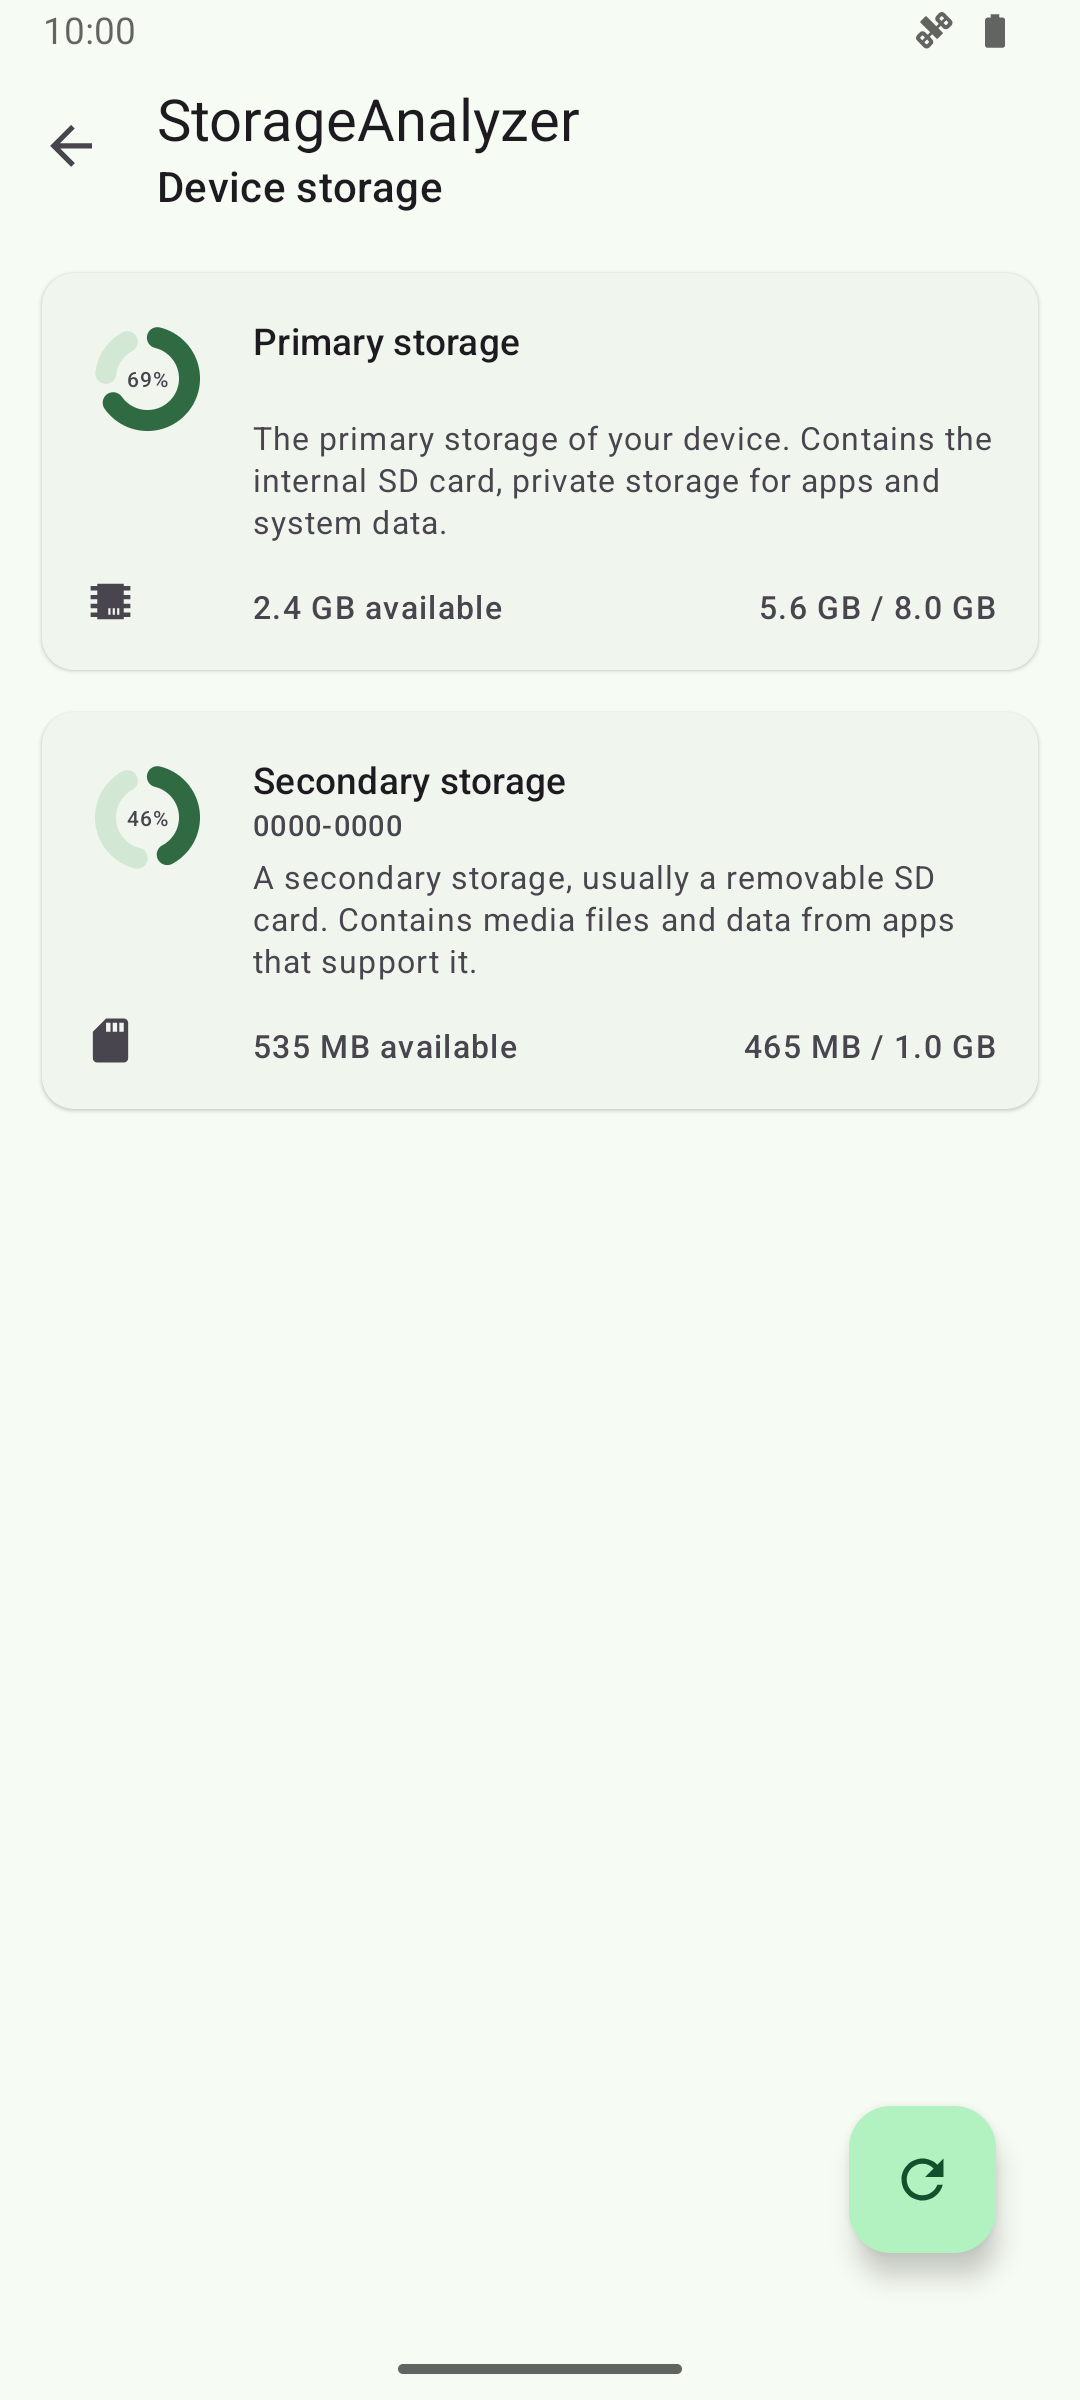 10:00
StorageAnalyzer
Device storage
69%
Primary storage
The primary storage of your device. Contains the
internal SD card, private storage for apps and
system data.
2.4 GB available
5.6 GB / 8.0 GB
46%
Secondary storage
0000-0000
A secondary storage, usually a removable SD
card. Contains media files and data from apps
that support it.
535 MB available
465 MB / 1.0 GB